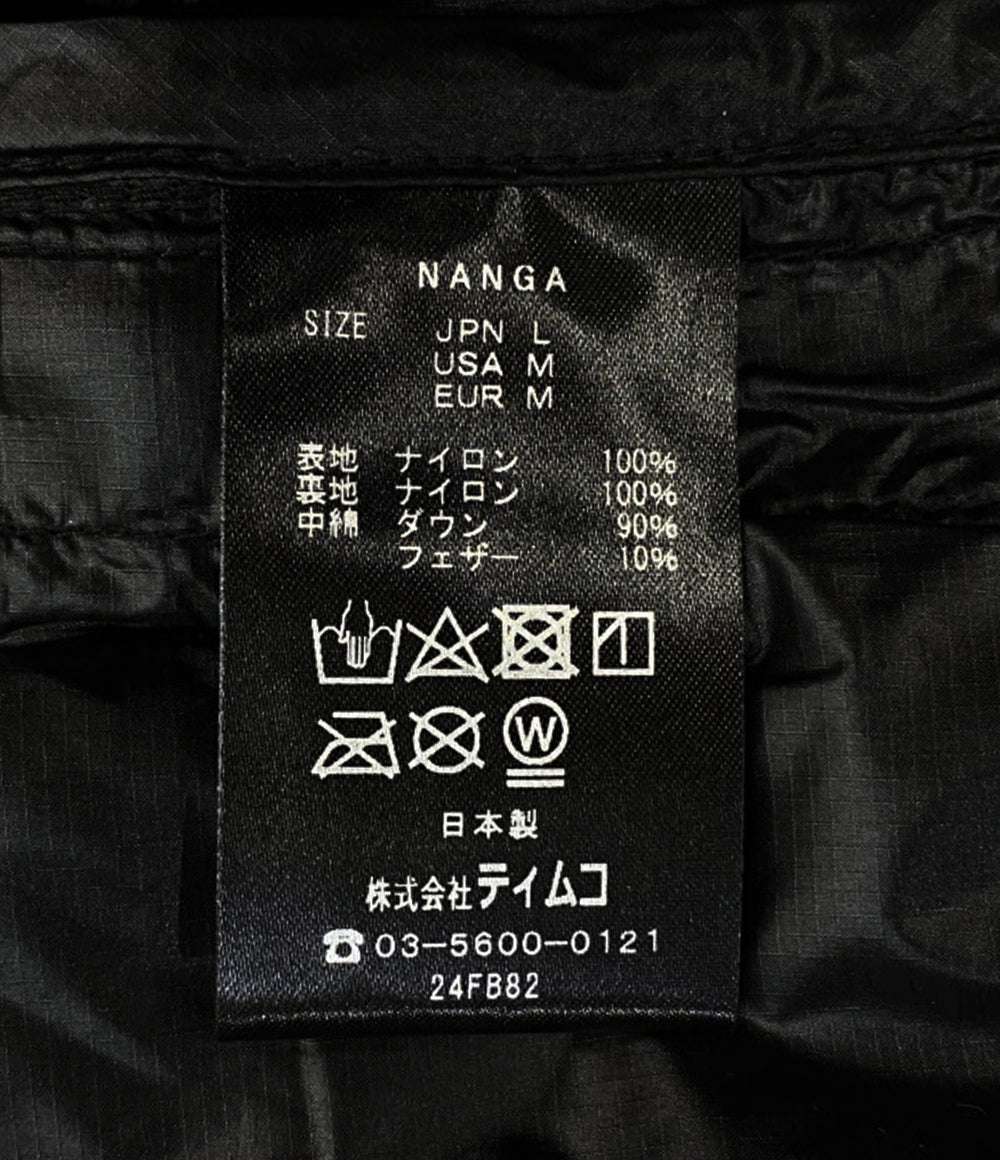 NANGA
SIZE JPN L
USA M
EUR M
表地 ナイロン 100%
裏地 ナイロン 100%
中綿 ダウン 90%
フェザー 10%
W
日本製
株式会社ティムコ
☎03-5600-0121
24FB82